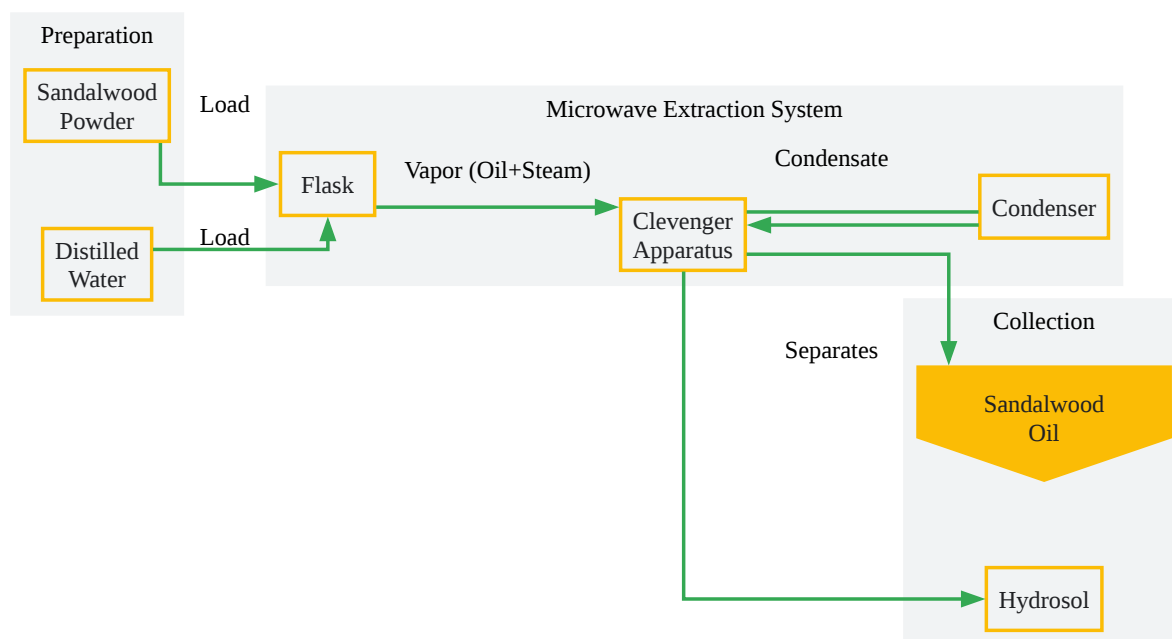 Preparation
Sandalwood
Powder
Load
Distilled
Water
Load
Microwave Extraction System
Flask
Vapor (Oil+Steam)
Clevenger
Apparatus
Condensate
Condenser
Separates
Collection
Sandalwood
Oil
Hydrosol